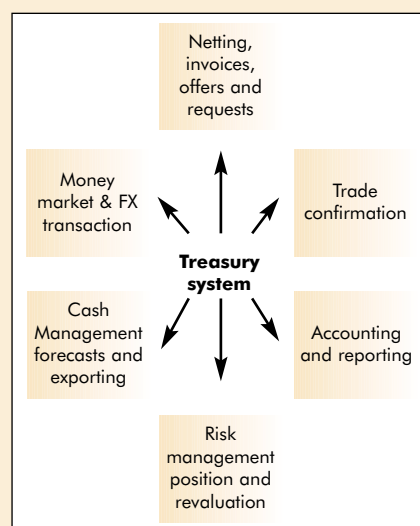 Netting,
invoices,
offers and
requests
Money
market & FX
transaction
Trade
confirmation
Treasury
system
Cash
Management
forecasts and
exporting
Accounting
and reporting
Risk
management
position and
revaluation